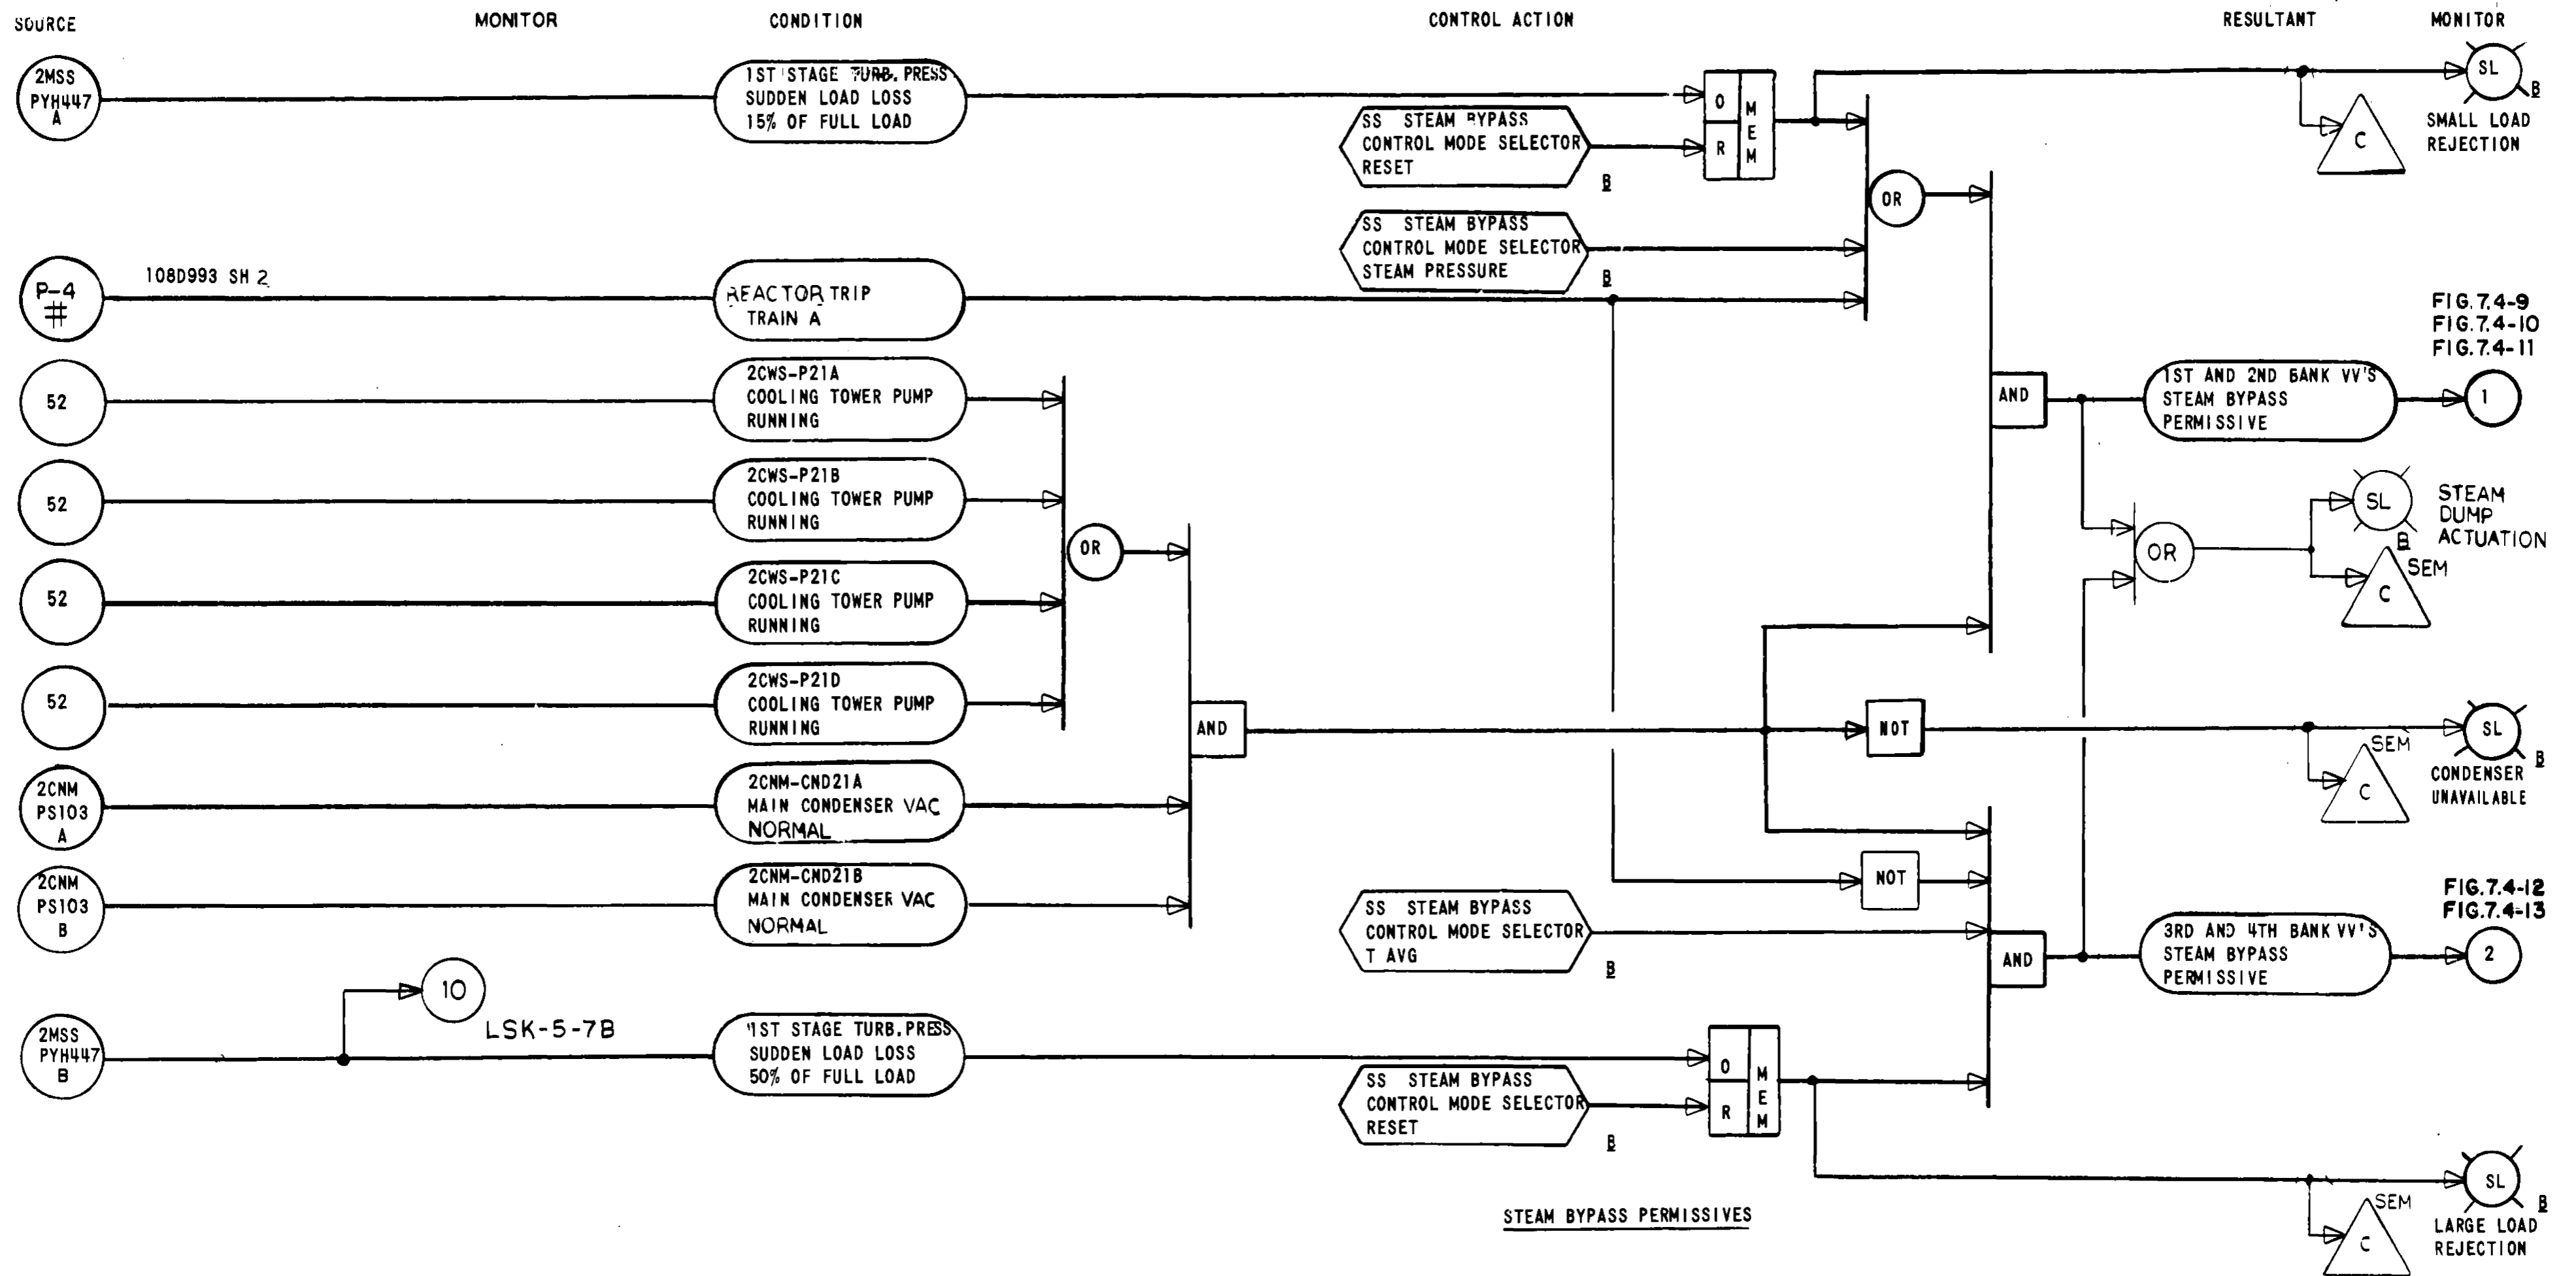 SOURCE
MONITOR
CONDITION
CONTROL ACTION
RESULTANT
MONITOR
2MSS
PYH447
A
1ST STAGE TURB. PRESS
SUDDEN LOAD LOSS
15% OF FULL LOAD
SS STEAM BYPASS
CONTROL MODE SELECTOR
RESET
B
O
R
M
E
M
SL
B
SMALL LOAD
REJECTION
C
OR
SS STEAM BYPASS
CONTROL MODE SELECTOR
STEAM PRESSURE
B
P-4
#
108D993 SH 2
REACTOR TRIP
TRAIN A
FIG.7.4-9
FIG.7.4-10
FIG.7.4-11
52
2CWS-P21A
COOLING TOWER PUMP
RUNNING
AND
1ST AND 2ND BANK VV'S
STEAM BYPASS
PERMISSIVE
1
52
2CWS-P21B
COOLING TOWER PUMP
RUNNING
OR
OR
SL
B
STEAM
DUMP
ACTUATION
SEM
C
52
2CWS-P21C
COOLING TOWER PUMP
RUNNING
52
2CWS-P21D
COOLING TOWER PUMP
RUNNING
AND
NOT
SL
B
CONDENSER
UNAVAILABLE
SEM
C
2CNM
PS103
A
2CNM-CND21A
MAIN CONDENSER VAC
NORMAL
2CNM
PS103
B
2CNM-CND21B
MAIN CONDENSER VAC
NORMAL
NOT
SS STEAM BYPASS
CONTROL MODE SELECTOR
T AVG
B
AND
3RD AND 4TH BANK VV'S
STEAM BYPASS
PERMISSIVE
FIG.7.4-12
FIG.7.4-13
2
10
LSK-5-7B
2MSS
PYH447
B
1ST STAGE TURB. PRESS
SUDDEN LOAD LOSS
50% OF FULL LOAD
SS STEAM BYPASS
CONTROL MODE SELECTOR
RESET
B
O
R
M
E
M
SL
B
LARGE LOAD
REJECTION
SEM
C
STEAM BYPASS PERMISSIVES